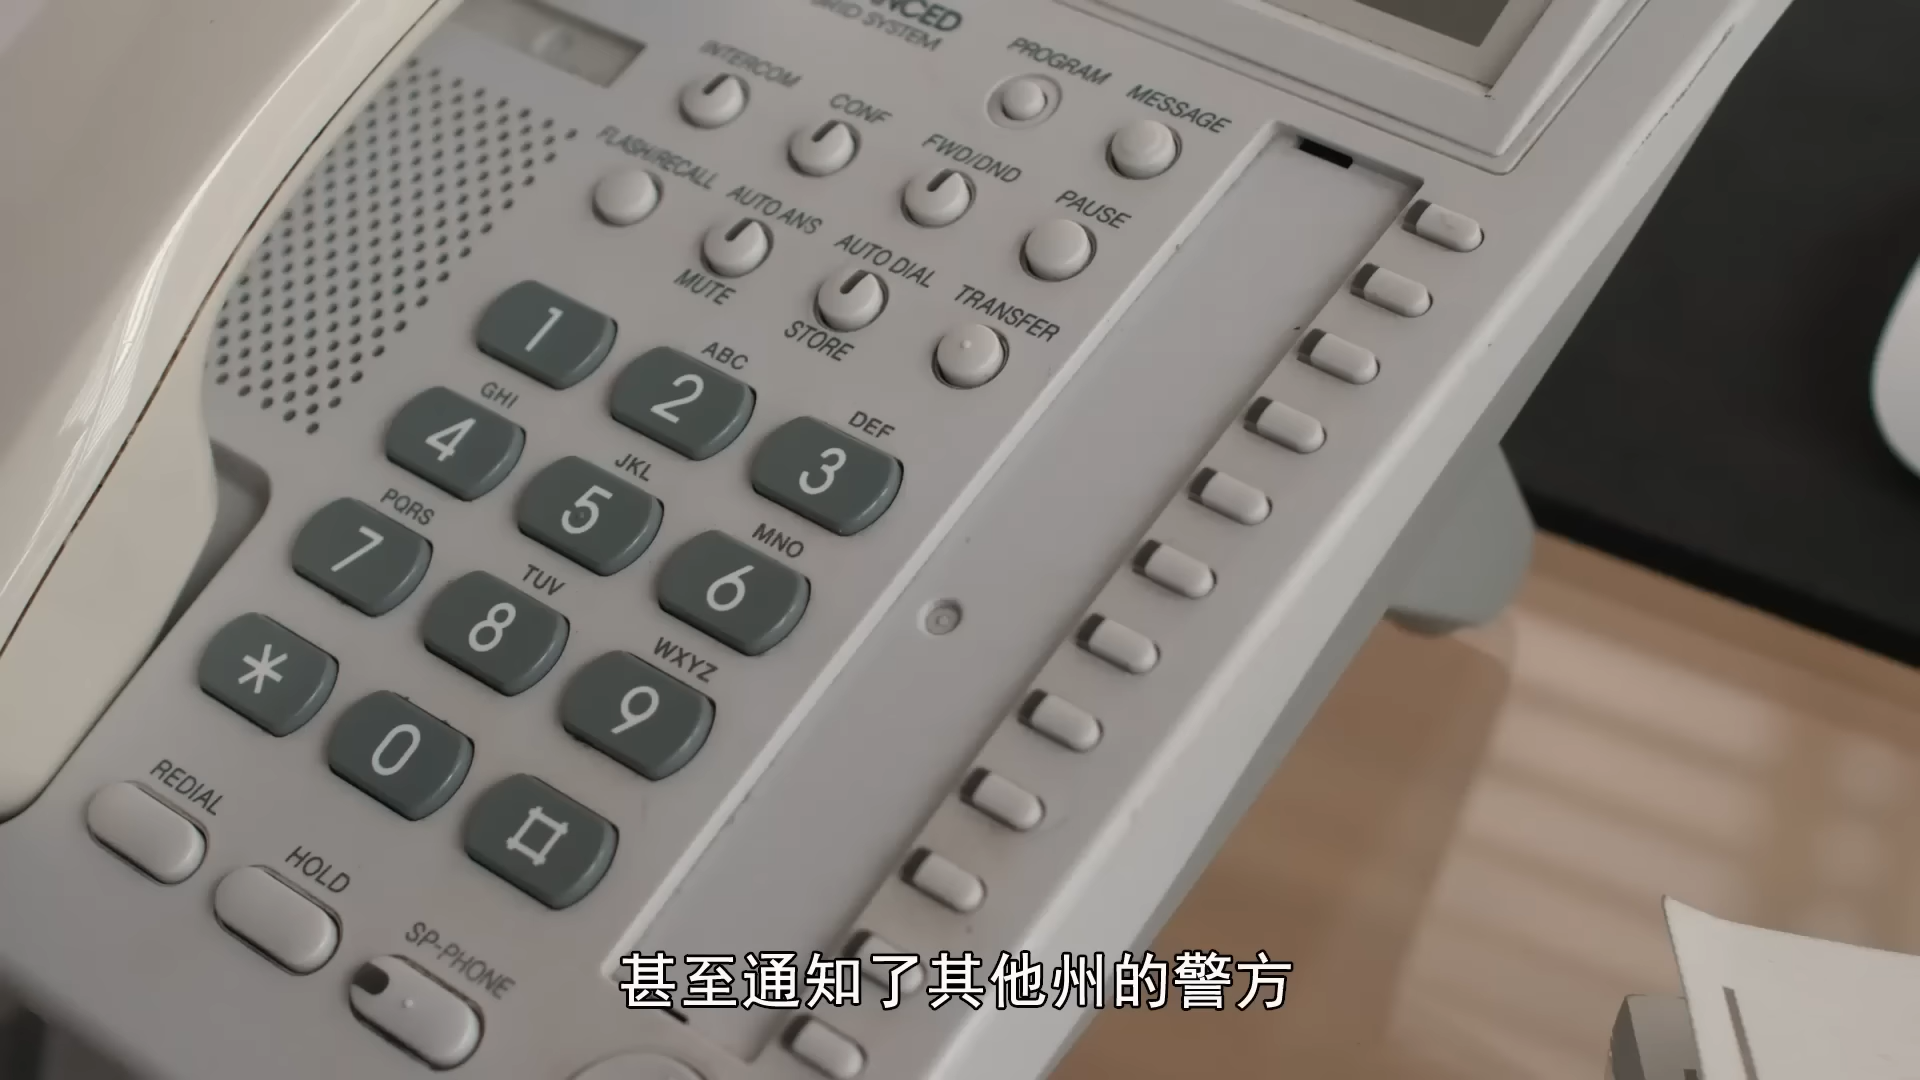 HYBRID SYSTEM
INTERCOM
PROGRAM
CONF
MESSAGE
FLASH/RECALL
FWD/DND
AUTO ANS
PAUSE
MUTE
AUTO DIAL
STORE
TRANSFER
1
ABC
2
DEF
3
GHI
4
JKL
5
MNO
6
PQRS
7
TUV
8
WXYZ
9
*
0
#
REDIAL
HOLD
SP-PHONE
甚至通知了其他州的警方